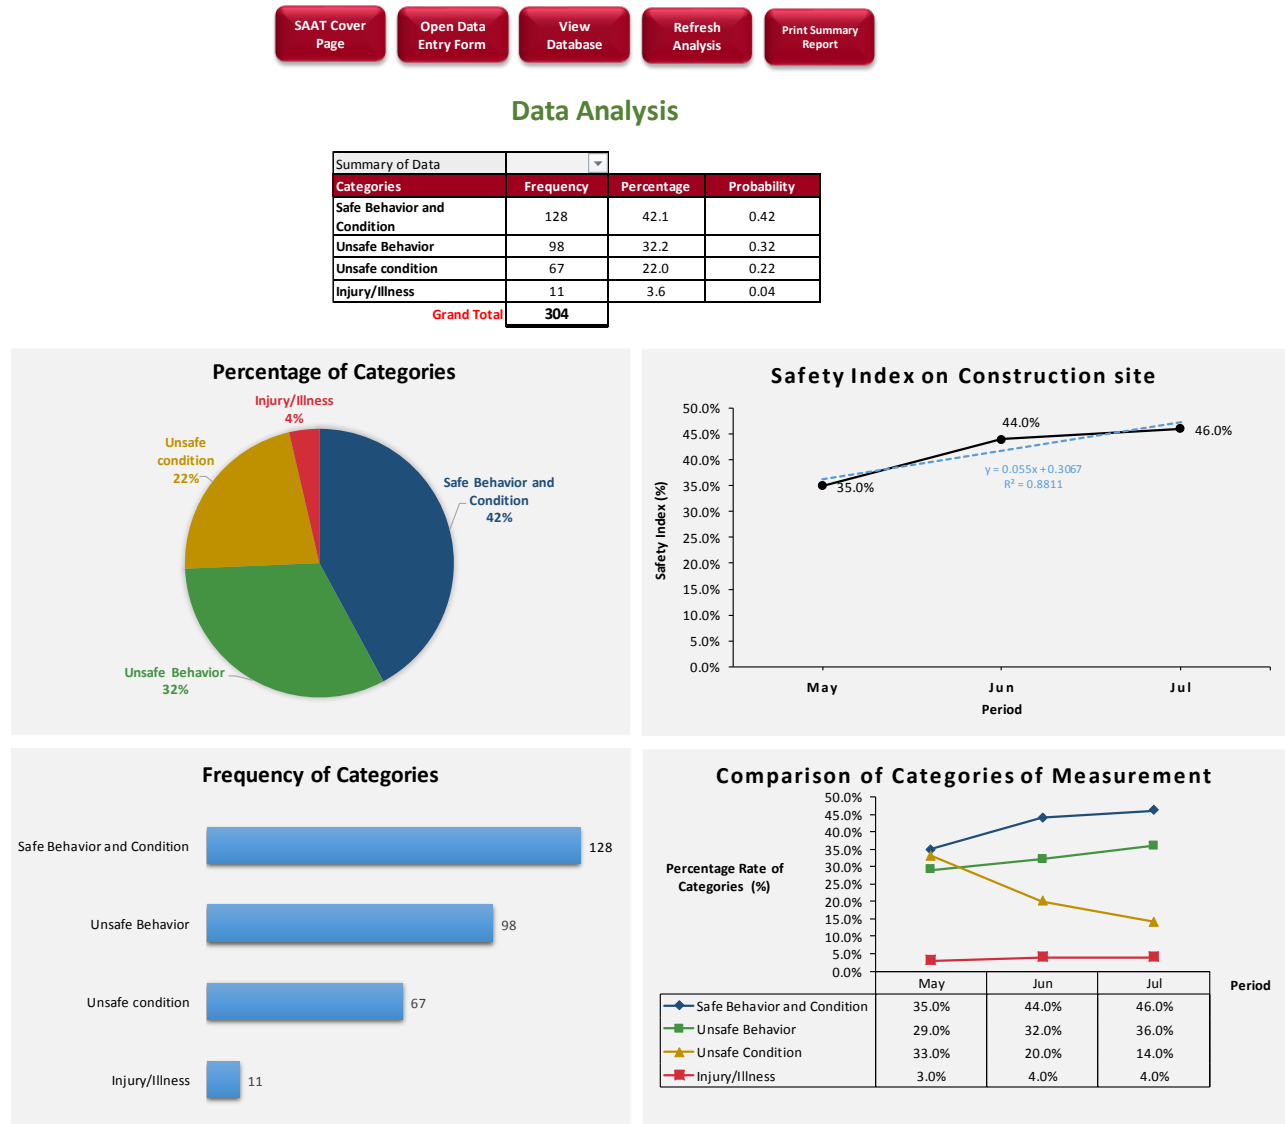 SAAT Cover
Page
Open Data
Entry Form
View
Database
Refresh
Analysis
Print Summary
Report
Data Analysis
Summary of Data
Categories Frequency Percentage Probability
Safe Behavior and
Condition 128 42.1 0.42
Unsafe Behavior 98 32.2 0.32
Unsafe condition 67 22.0 0.22
Injury/Illness 11 3.6 0.04
Grand Total 304
Percentage of Categories
Injury/Illness
4%
Unsafe
condition
22%
Safe Behavior and
Condition
42%
Unsafe Behavior
32%
Safety Index on Construction site
50.0%
45.0%
40.0%
35.0%
30.0%
25.0%
20.0%
15.0%
10.0%
5.0%
0.0%
Safety Index (%)
35.0%
44.0%
46.0%
y = 0.055x + 0.3067
R² = 0.8811
May Jun Jul
Period
Frequency of Categories
Safe Behavior and Condition 128
Unsafe Behavior 98
Unsafe condition 67
Injury/Illness 11
Comparison of Categories of Measurement
Percentage Rate of
Categories (%)
50.0%
45.0%
40.0%
35.0%
30.0%
25.0%
20.0%
15.0%
10.0%
5.0%
0.0%
May Jun Jul Period
Safe Behavior and Condition 35.0% 44.0% 46.0%
Unsafe Behavior 29.0% 32.0% 36.0%
Unsafe Condition 33.0% 20.0% 14.0%
Injury/Illness 3.0% 4.0% 4.0%